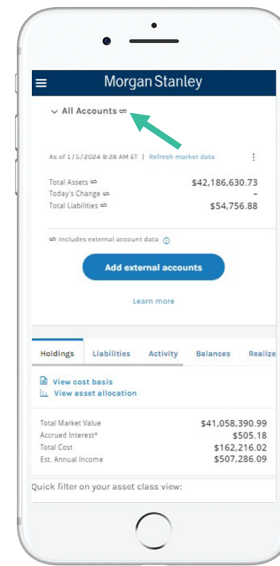 Morgan Stanley
All Accounts
As of 1/5/2024 9:28 AM ET | Refresh market data
Total Assets $42,186,630.73
Today's Change –
Total Liabilities $54,756.88
Includes external account data
Add external accounts
Learn more
Holdings Liabilities Activity Balances Realize
View cost basis
View asset allocation
Total Market Value $41,058,390.99
Accrued Interest* $505.18
Total Cost $162,216.02
Est. Annual Income $507,286.09
Quick filter on your asset class view: